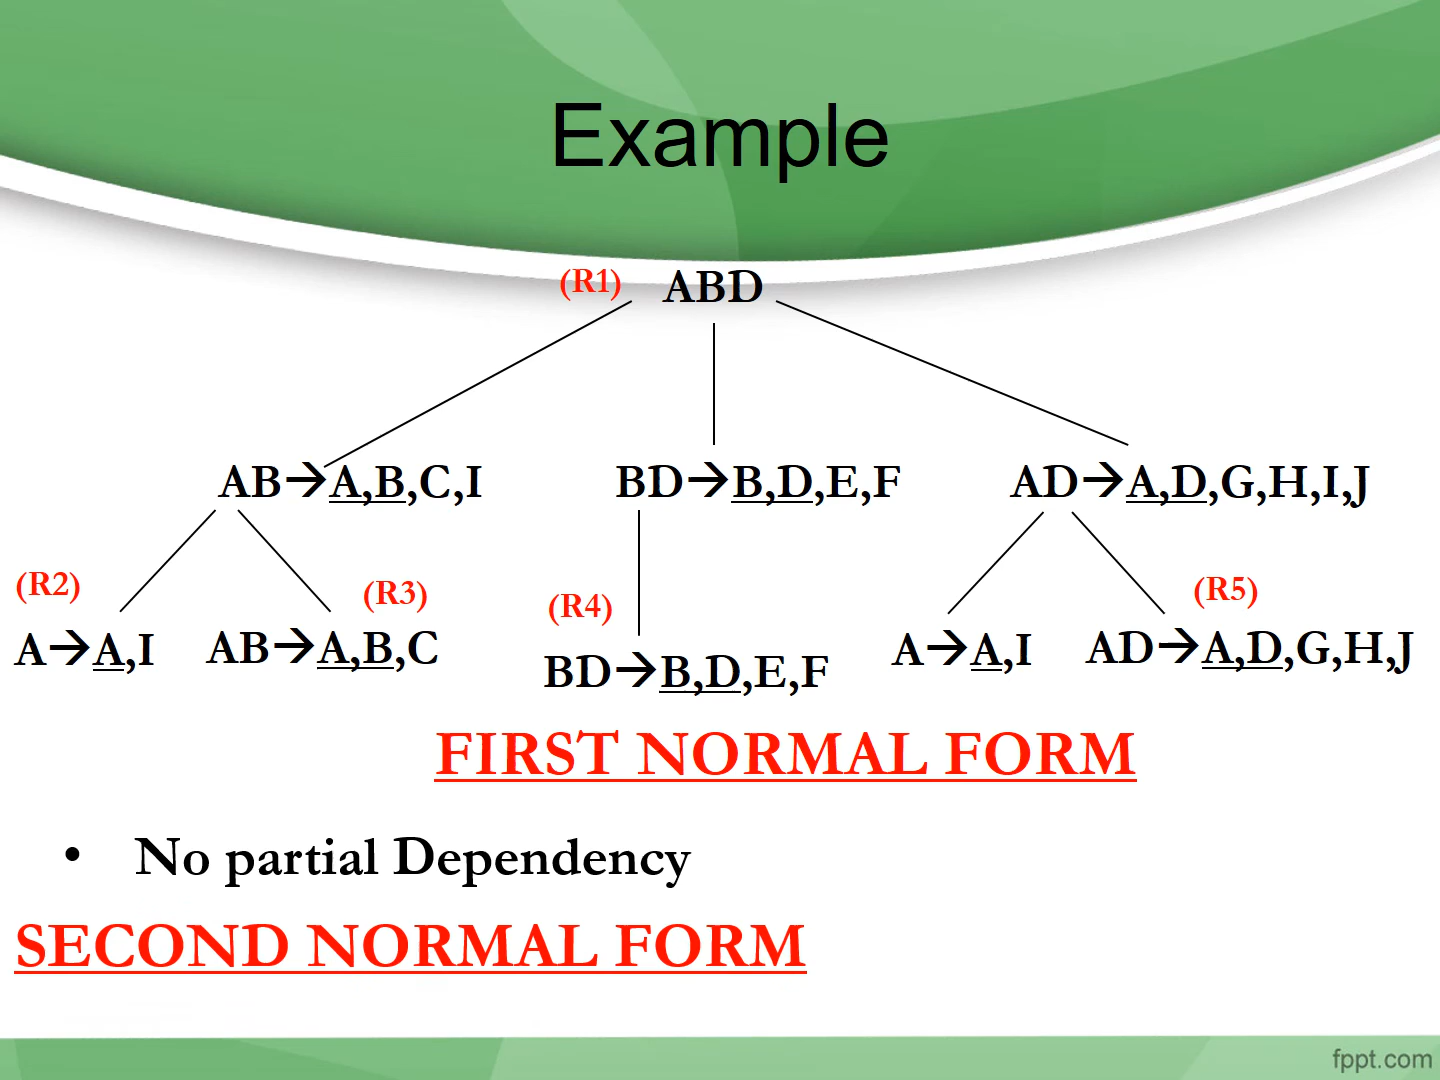 Example
(R1) ABD
AB→A,B,C,I BD→B,D,E,F AD→A,D,G,H,I,J
(R2) (R3) (R4) (R5)
A→A,I AB→A,B,C BD→B,D,E,F A→A,I AD→A,D,G,H,J
FIRST NORMAL FORM
• No partial Dependency
SECOND NORMAL FORM
fppt.com